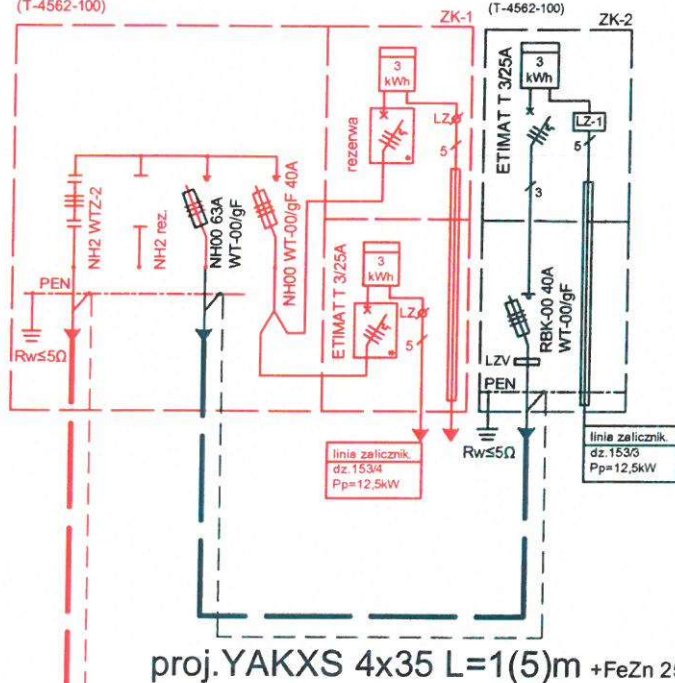 (T-4562-100)
ZK-1
3
kWh
rezerwa
LZ
5
NH2 WTZ-2
NH2 rez.
NH00 63A
WT-00/gF
NH00 WT-00/gF 40A
ETIMAT T 3/25A
3
kWh
LZ
5
PEN
Rw≤5Ω
linia zalicznik.
dz.153/4
Pp=12,5kW
(T-4562-100)
ZK-2
3
kWh
ETIMATT 3/25A
LZ-1
5
3
RBK-00 40A
WT-00/gF
LZV
PEN
Rw≤5Ω
linia zalicznik.
dz.153/3
Pp=12,5kW
proj.YAKXS 4x35 L=1(5)m +FeZn 25